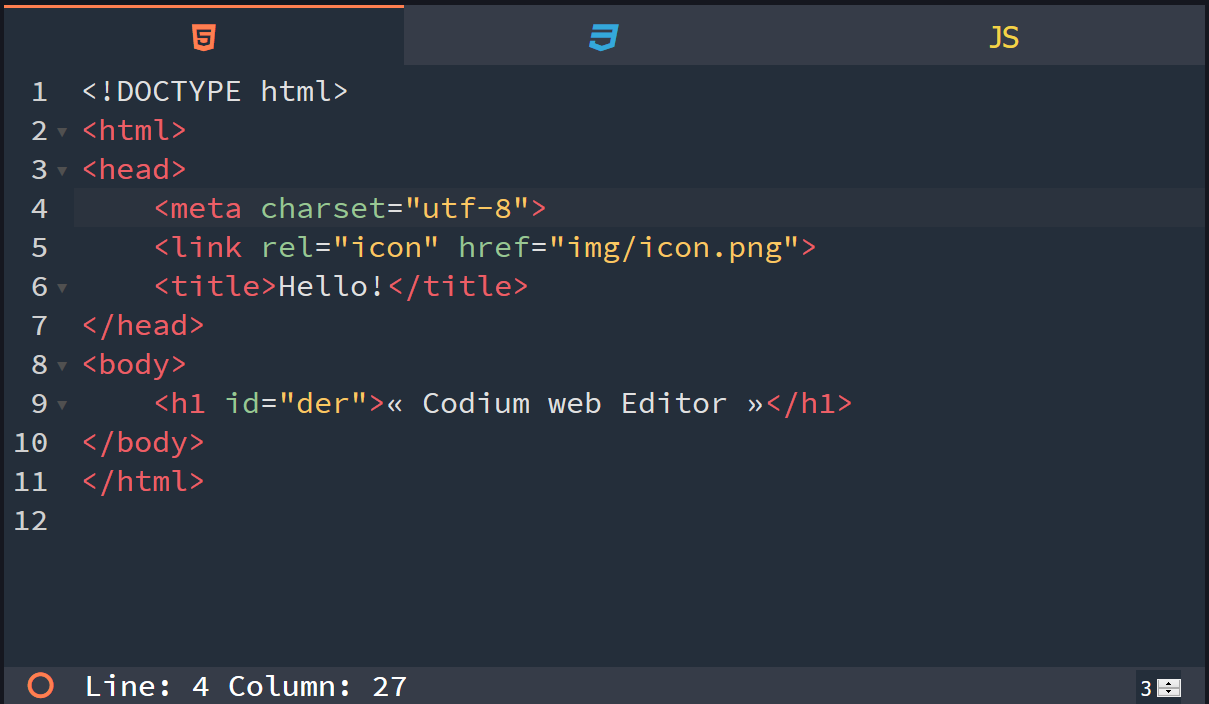 5 3 JS
1 <!DOCTYPE html>
2 <html>
3 <head>
4     <meta charset="utf-8">
5     <link rel="icon" href="img/icon.png">
6     <title>Hello!</title>
7 </head>
8 <body>
9     <h1 id="der">« Codium web Editor »</h1>
10 </body>
11 </html>
12
Line: 4 Column: 27 3